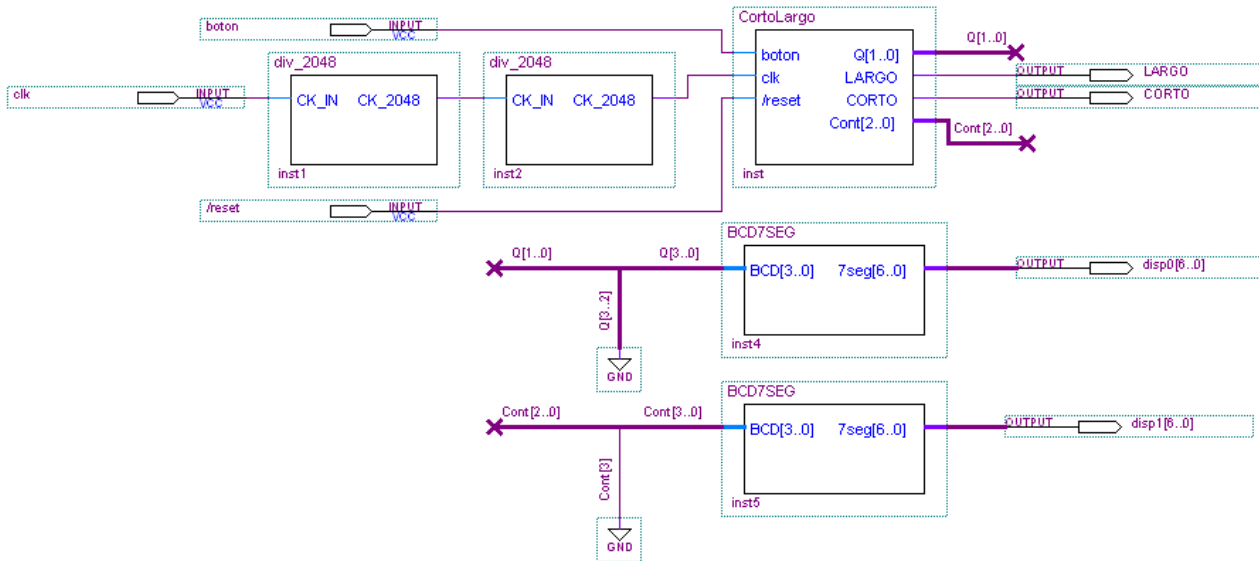 CortoLargo
boton INPUT VCC
Q[1..0]
boton Q[1..0]
div_2048 div_2048
clk LARGO OUTPUT LARGO
clk INPUT VCC CK_IN CK_2048 CK_IN CK_2048
/reset CORTO OUTPUT CORTO
Cont[2..0] Cont[2..0]
inst1 inst2 inst
/reset INPUT VCC
BCD7SEG
Q[1..0] Q[3..0] BCD[3..0] 7seg[6..0] OUTPUT disp0[6..0]
Q[3..2]
inst4
GND
BCD7SEG
Cont[2..0] Cont[3..0] BCD[3..0] 7seg[6..0] OUTPUT disp1[6..0]
Cont[3]
inst5
GND